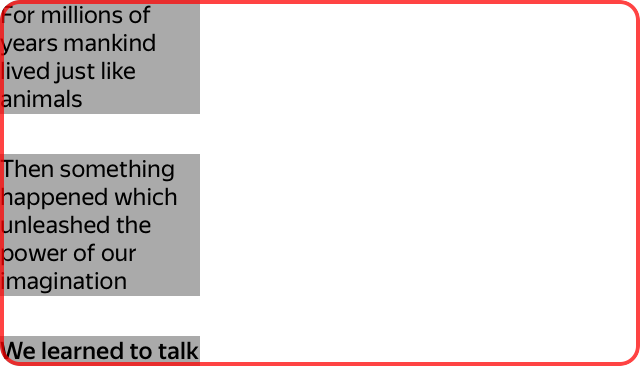 For millions of
years mankind
lived just like
animals
Then something
happened which
unleashed the
power of our
imagination
We learned to talk